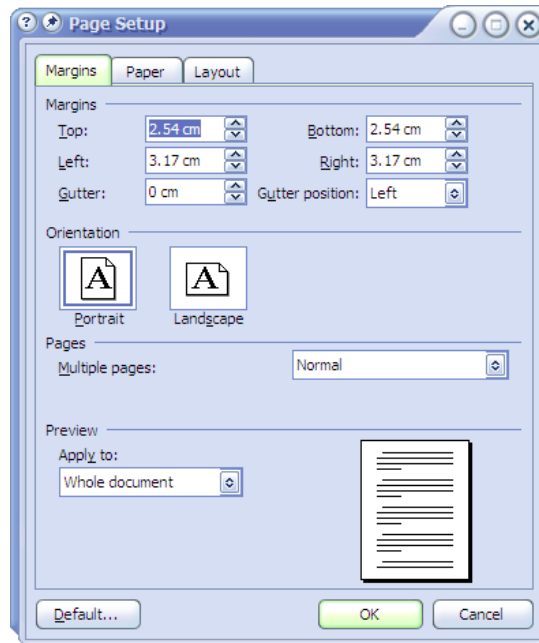 Page Setup
Margins Paper Layout
Margins
Top: 2.54 cm Bottom: 2.54 cm
Left: 3.17 cm Right: 3.17 cm
Gutter: 0 cm Gutter position: Left
Orientation
A A
Portrait Landscape
Pages
Multiple pages: Normal
Preview
Apply to:
Whole document
Default... OK Cancel